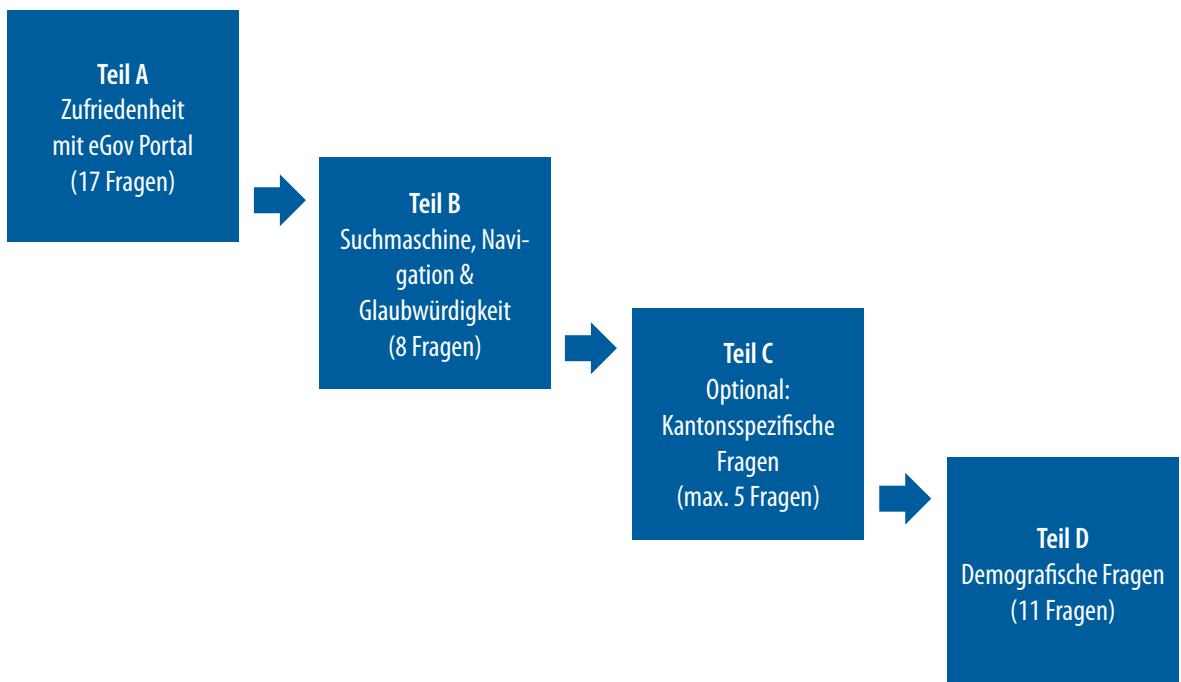 Teil A
Zufriedenheit
mit eGov Portal
(17 Fragen)
Teil B
Suchmaschine, Navi-
gation &
Glaubwürdigkeit
(8 Fragen)
Teil C
Optional:
Kantonsspezifische
Fragen
(max. 5 Fragen)
Teil D
Demografische Fragen
(11 Fragen)